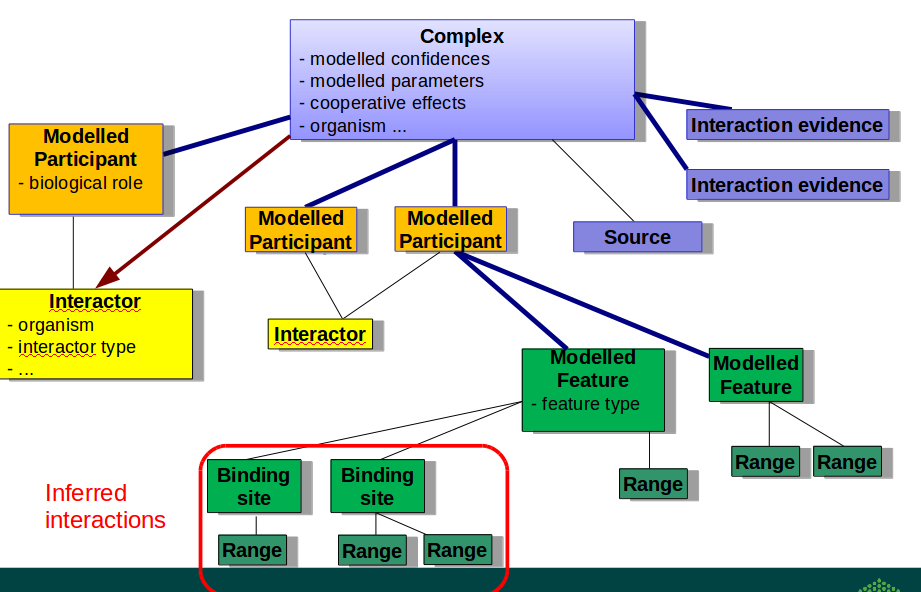 Complex
- modelled confidences
- modelled parameters
- cooperative effects
- organism ...
Interaction evidence
Interaction evidence
Source
Modelled
Participant
- biological role
Modelled
Participant
Modelled
Participant
Interactor
- organism
- interactor type
- ...
Interactor
Modelled
Feature
- feature type
Modelled
Feature
Range
Range
Range
Inferred
interactions
Binding
site
Binding
site
Range
Range
Range